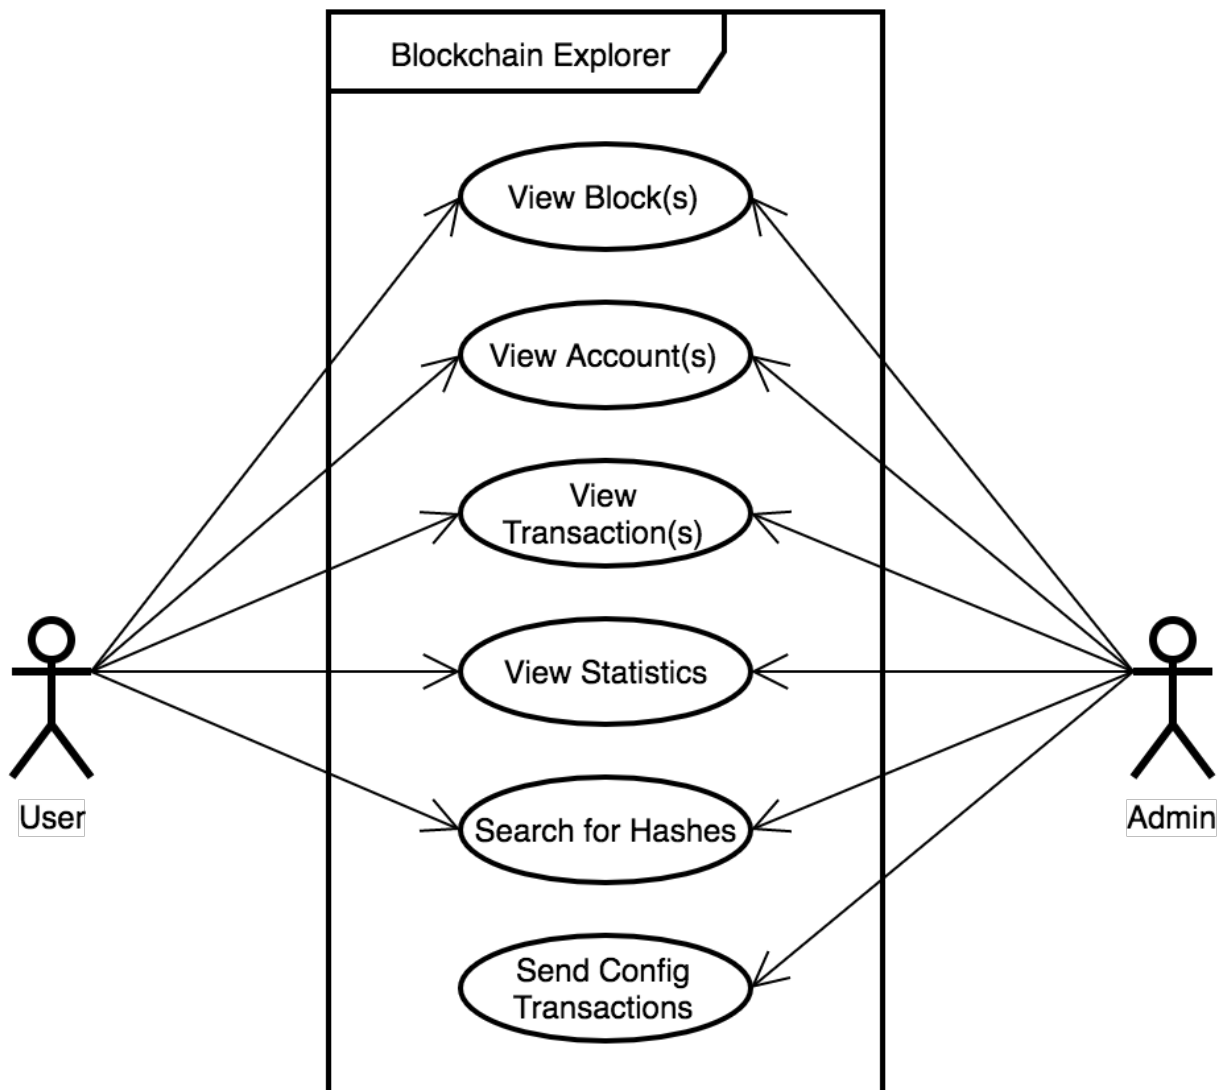 Blockchain Explorer
View Block(s)
View Account(s)
View
Transaction(s)
View Statistics
User
Admin
Search for Hashes
Send Config
Transactions